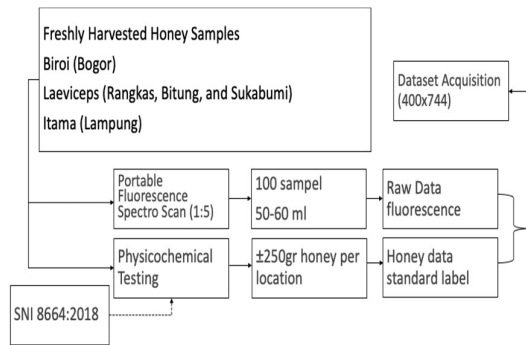 Freshly Harvested Honey Samples
Biroi (Bogor)
Laeviceps (Rangkas, Bitung, and Sukabumi)
Itama (Lampung)
Dataset Acquisition
(400x744)
Portable
Fluorescence
Spectro Scan (1:5)
100 sampel
50-60 ml
Raw Data
fluorescence
Physicochemical
Testing
±250gr honey per
location
Honey data
standard label
SNI 8664:2018